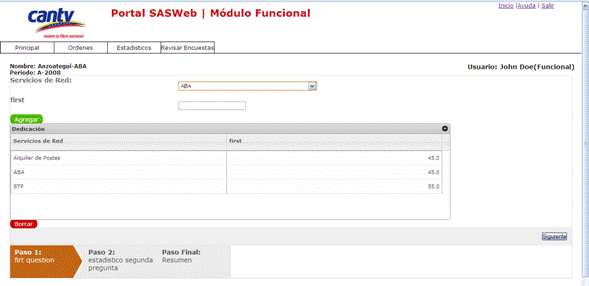 Inicio |Ayuda | Salir
cantv
mueve la fibra nacional
Portal SASWeb | Módulo Funcional
Principal
Ordenes
Estadisticos
Revisar Encuestas
Nombre: Anzoategui-ABA
Periodo: A-2008
Usuario: John Doe(Funcional)
Servicios de Red:
ABA
first
Agregar
Dedicación
Servicios de Red
first
Alquiler de Postes
45.0
ABA
45.0
STP
55.0
Borrar
Siguiente
Paso 1:
firt question
Paso 2:
estadistico segunda
pregunta
Paso Final:
Resumen